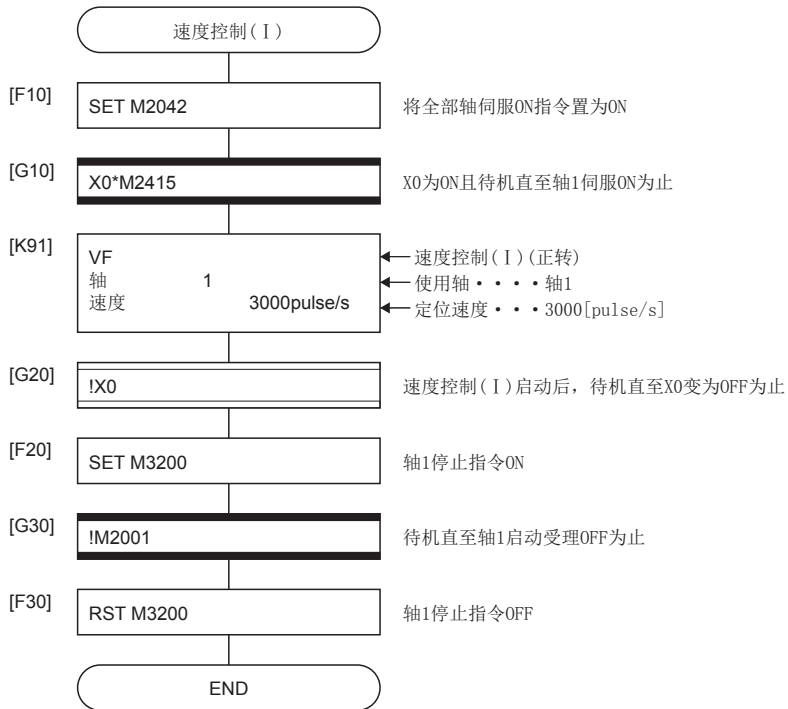 速度控制(Ⅰ)
[F10]
SET M2042
将全部轴伺服ON指令置为ON
[G10]
X0*M2415
X0为ON且待机直至轴1伺服ON为止
[K91]
VF
速度控制(Ⅰ)(正转)
轴 1
使用轴・・・・轴1
速度 3000pulse/s
定位速度・・・3000[pulse/s]
[G20]
!X0
速度控制(Ⅰ)启动后，待机直至X0变为OFF为止
[F20]
SET M3200
轴1停止指令ON
[G30]
!M2001
待机直至轴1启动受理OFF为止
[F30]
RST M3200
轴1停止指令OFF
END